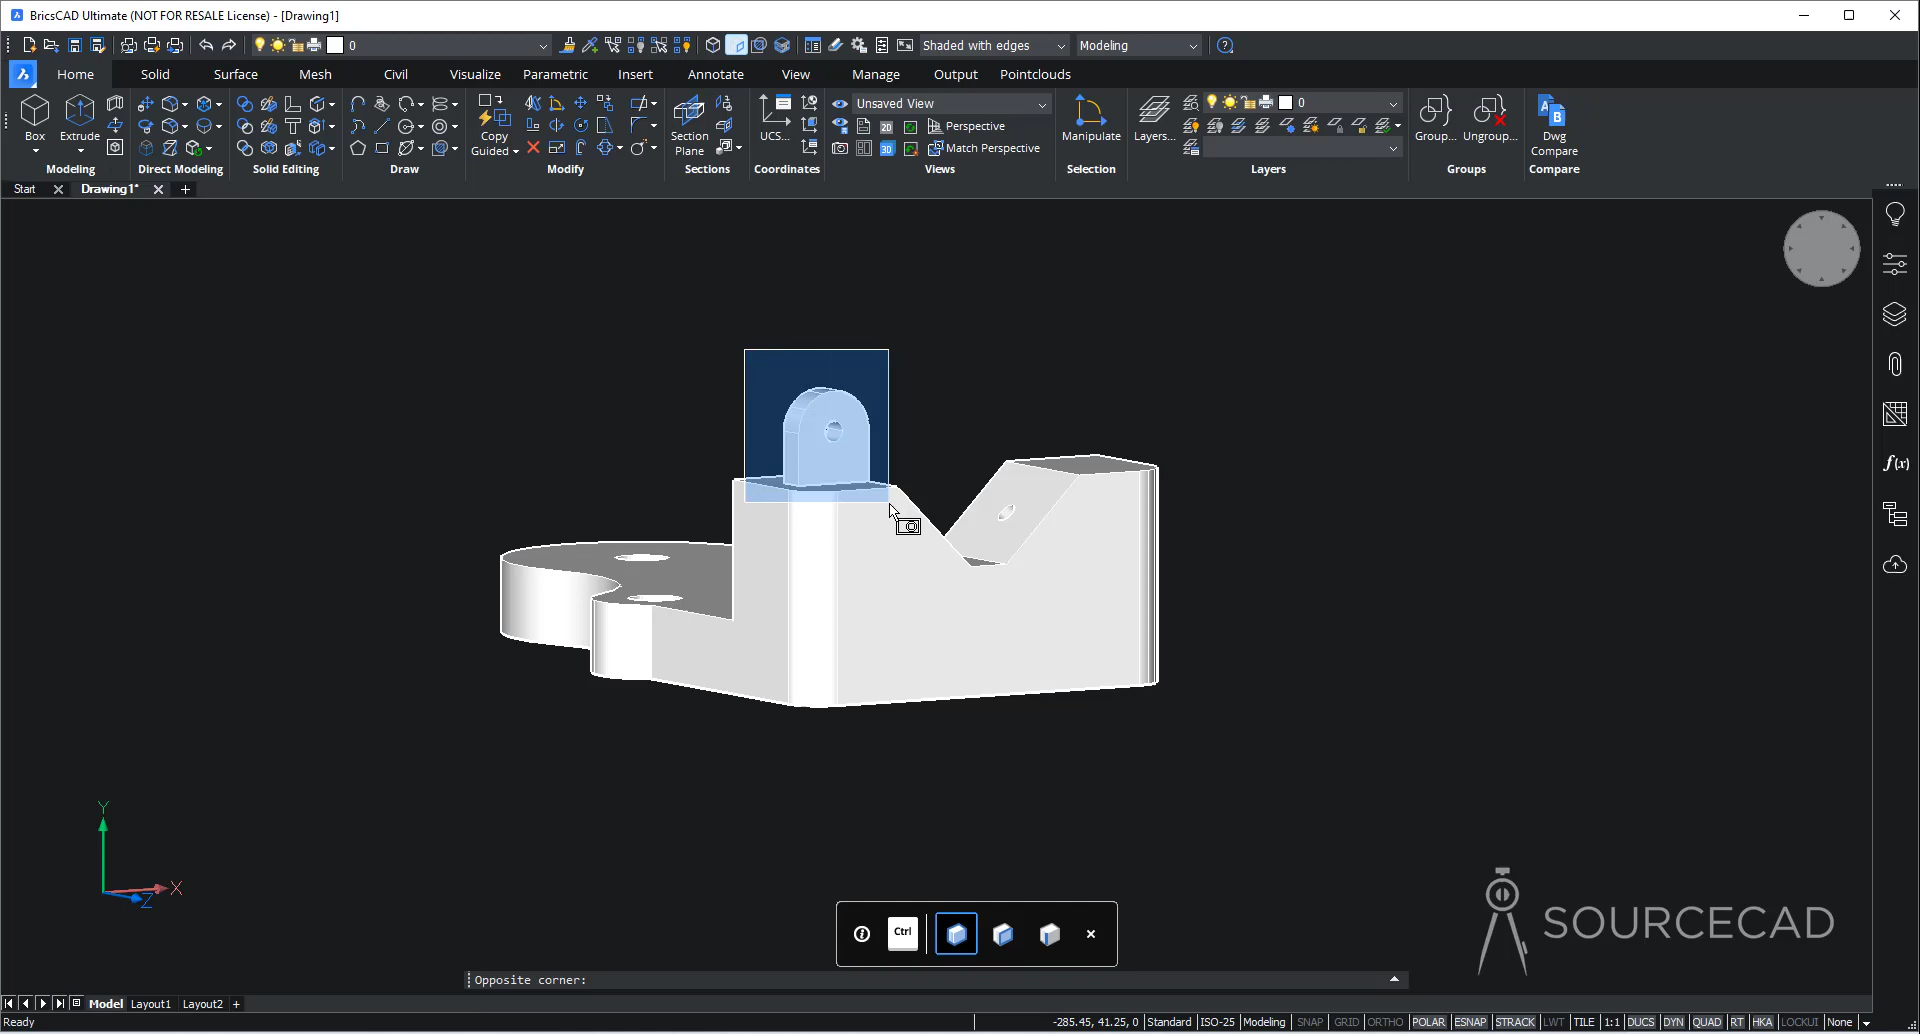 BricsCAD Ultimate (NOT FOR RESALE License) - [Drawing1]
0 Shaded with edges Modeling
Home Solid Surface Mesh Civil Visualize Parametric Insert Annotate View Manage Output Pointclouds
Box
Extrude
Modeling
Direct Modeling
Solid Editing
Draw
Copy
Guided
Modify
Section
Plane
Sections
UCS...
Coordinates
Unsaved View
2D Perspective
3D Match Perspective
Views
Manipulate
Selection
Layers...
0
Layers
Group...
Ungroup...
Groups
A
B
Dwg
Compare
Compare
Start Drawing1*
f(x)
Y
X
Z
Ctrl
SOURCECAD
Opposite corner:
Model Layout1 Layout2
Ready -285.45, 41.25, 0 Standard ISO-25 Modeling SNAP GRID ORTHO POLAR ESNAP STRACK LWT TILE 1:1 DUCS DYN QUAD RT HKA LOCKUI None